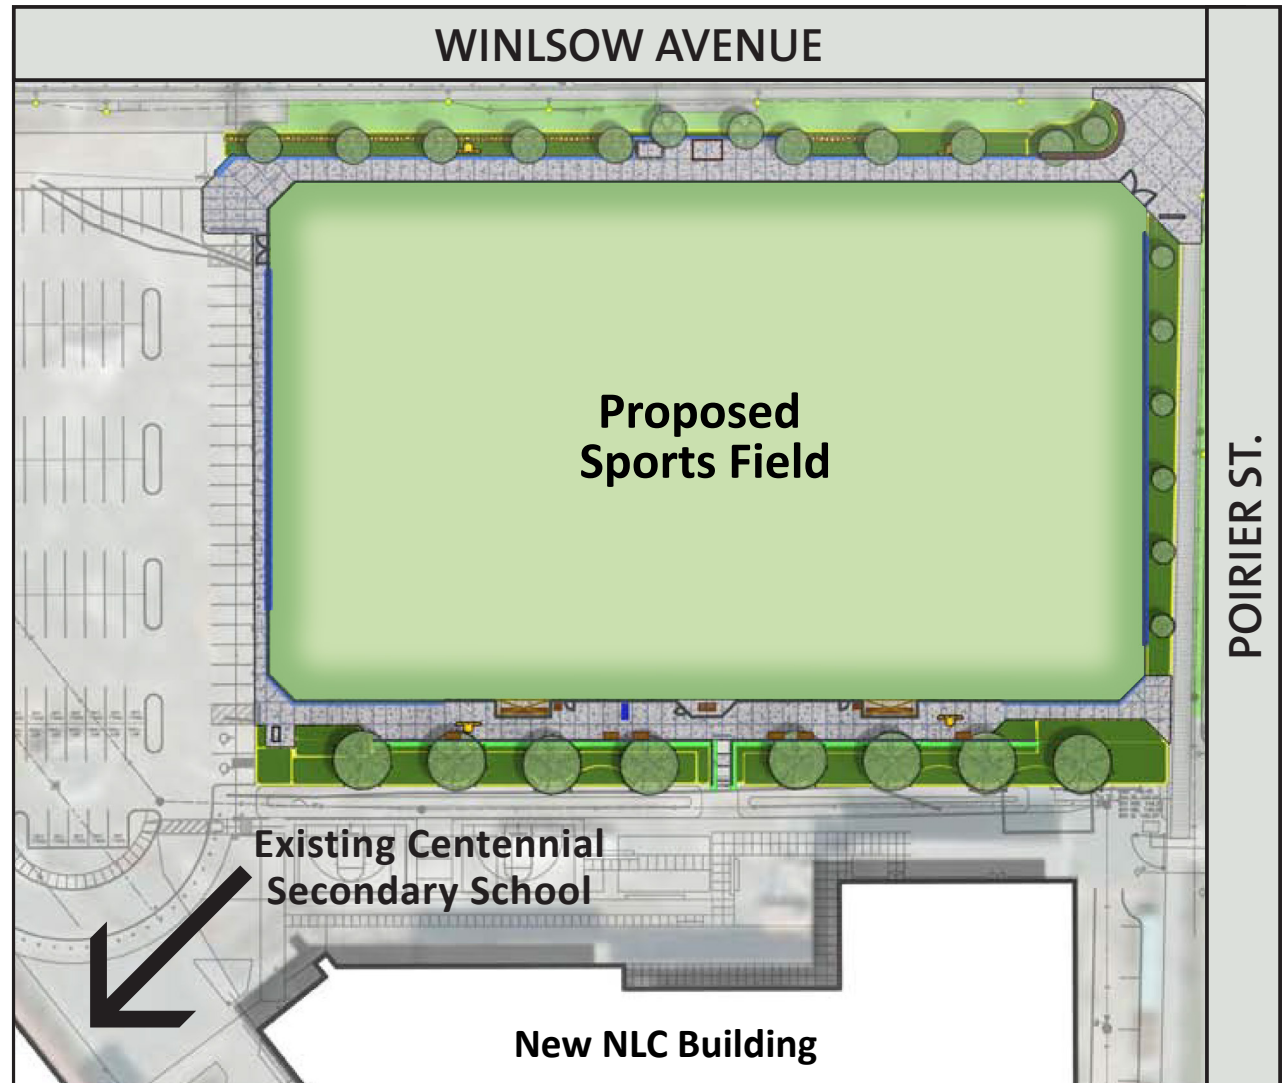 WINLSOW AVENUE
POIRIER ST.
Proposed
Sports Field
Existing Centennial
Secondary School
New NLC Building